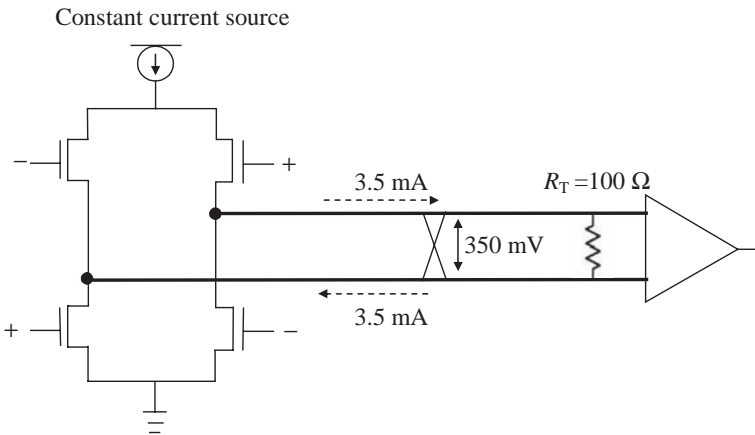 Constant current source
−
+
3.5 mA
R_T =100 Ω
350 mV
3.5 mA
+
−